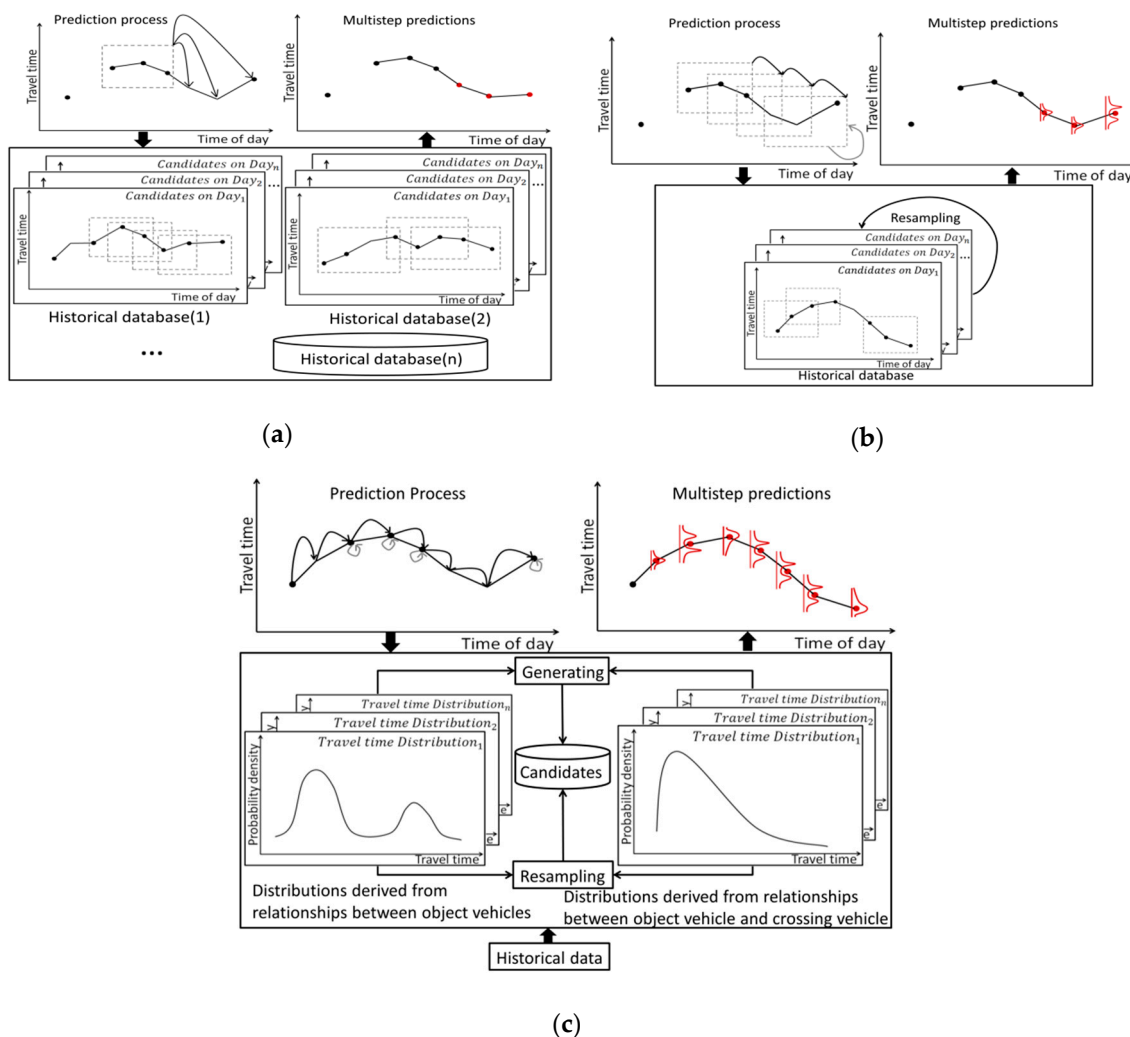 Prediction process
Multistep predictions
Travel time
Travel time
Time of day
Time of day
Candidates on Day_n
Candidates on Day_2
...
Candidates on Day_1
Travel time
Time of day
Historical database(1)
Candidates on Day_n
Candidates on Day_2
...
Candidates on Day_1
Travel time
Time of day
Historical database(2)
...
Historical database(n)
(a)
Prediction process
Multistep predictions
Travel time
Travel time
Time of day
Time of day
Resampling
Candidates on Day_n
Candidates on Day_2
...
Candidates on Day_1
Travel time
Time of day
Historical database
(b)
Prediction Process
Multistep predictions
Travel time
Travel time
Time of day
Time of day
Generating
Travel time Distribution_n
Travel time Distribution_2
Travel time Distribution_1
Probability density
Travel time
Candidates
Travel time Distribution_n
Travel time Distribution_2
Travel time Distribution_1
Probability density
Travel time
Resampling
Distributions derived from
relationships between object vehicles
Distributions derived from relationships
between object vehicle and crossing vehicle
Historical data
(c)